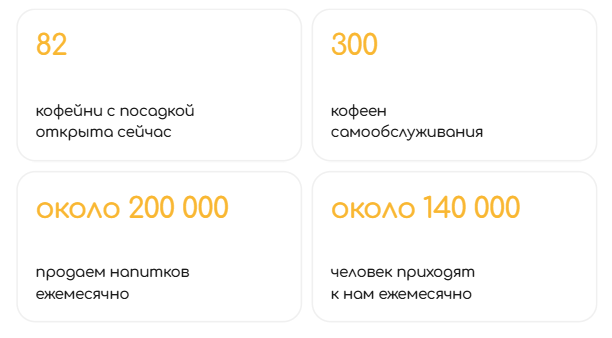 82
кофейни с посадкой
открыта сейчас
300
кофеен
самообслуживания
около 200 000
продаем напитков
ежемесячно
около 140 000
человек приходят
к нам ежемесячно